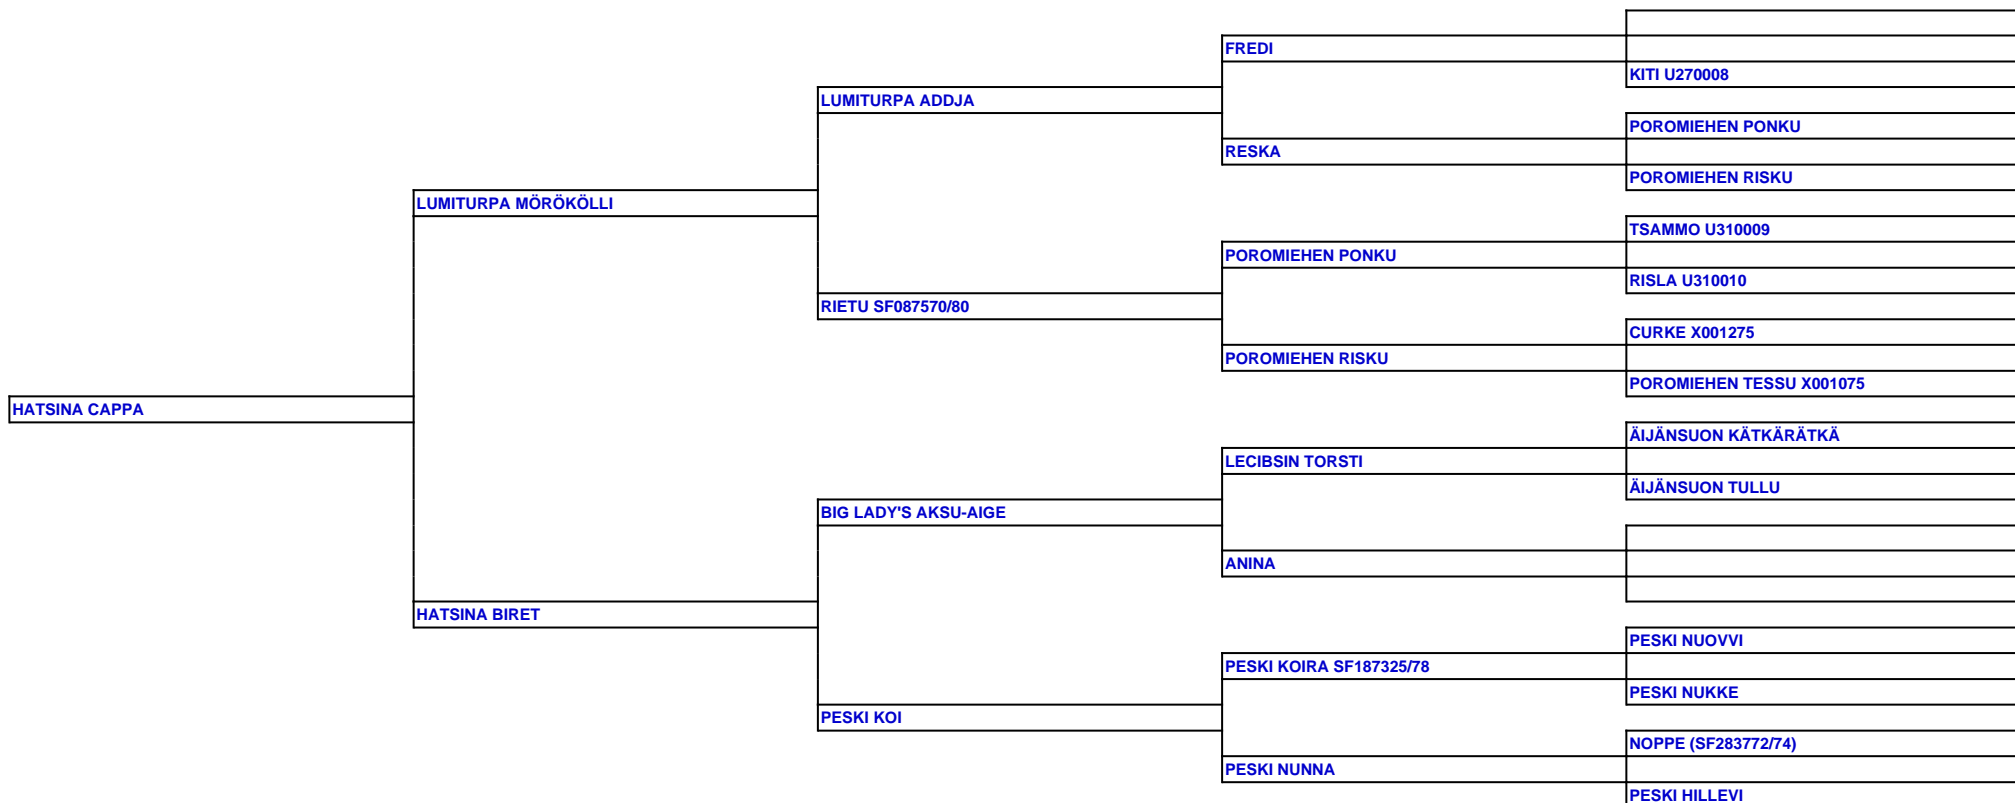 FREDI
KITI U270008
LUMITURPA ADDJA
POROMIEHEN PONKU
RESKA
POROMIEHEN RISKU
LUMITURPA MÖRÖKÖLLI
TSAMMO U310009
POROMIEHEN PONKU
RISLA U310010
RIETU SF087570/80
CURKE X001275
POROMIEHEN RISKU
POROMIEHEN TESSU X001075
HATSINA CAPPA
ÄIJÄNSUON KÄTKÄRÄTKÄ
LECIBSIN TORSTI
ÄIJÄNSUON TULLU
BIG LADY'S AKSU-AIGE
ANINA
HATSINA BIRET
PESKI NUOVVI
PESKI KOIRA SF187325/78
PESKI NUKKE
PESKI KOI
NOPPE (SF283772/74)
PESKI NUNNA
PESKI HILLEVI